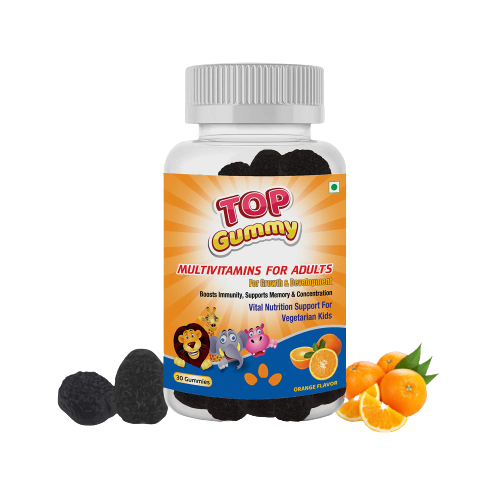 TOP
Gummy
MULTIVITAMINS FOR ADULTS
For Growth & Development
Boosts Immunity, Supports Memory & Concentration
Vital Nutrition Support For
Vegetarian Kids
30 Gummies
ORANGE FLAVOR